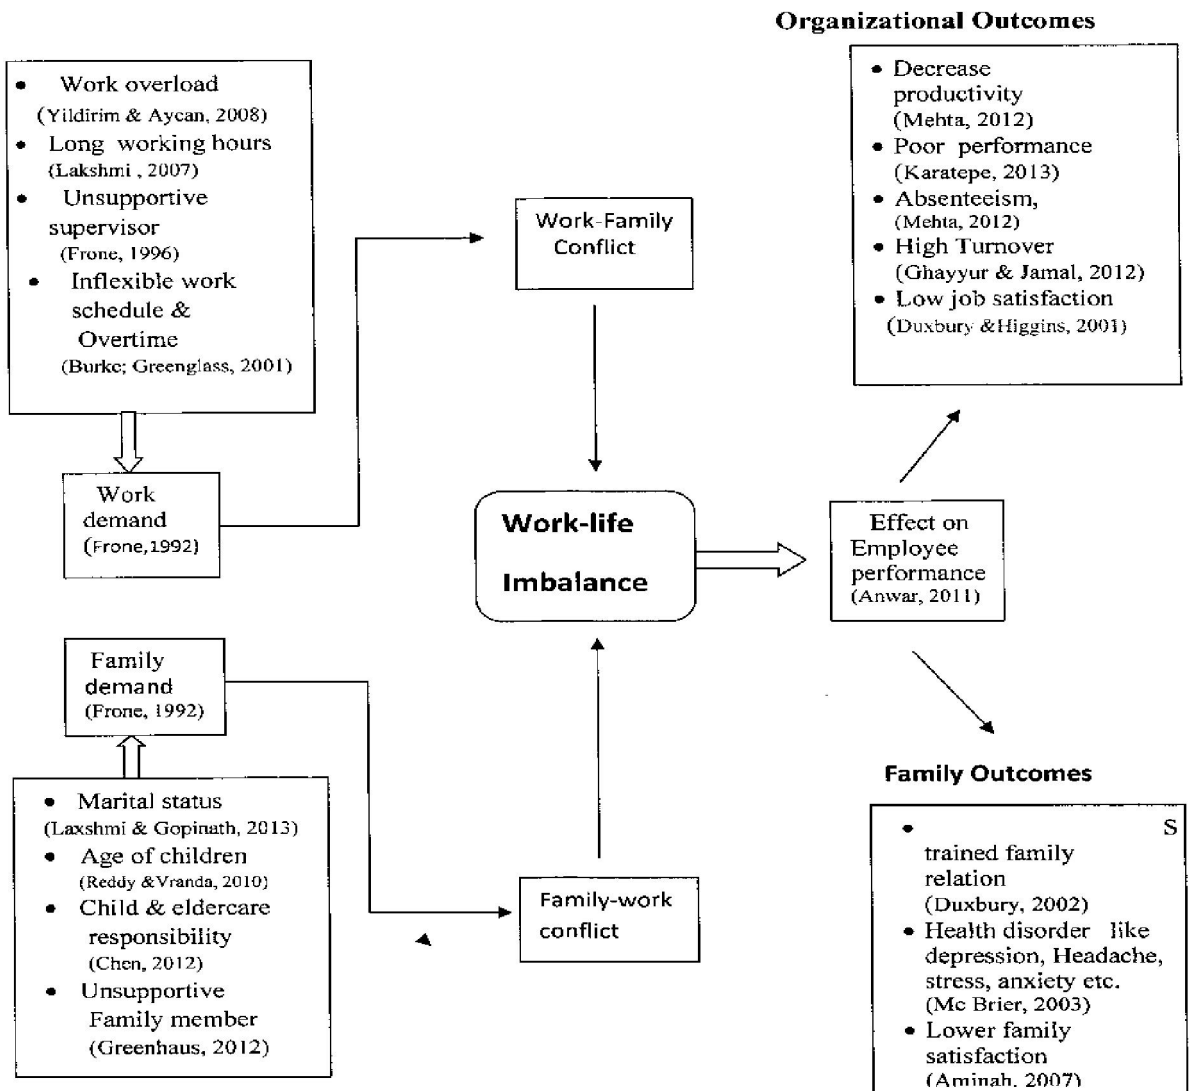 Organizational Outcomes
• Work overload
(Yildirim & Aycan, 2008)
• Long working hours
(Lakshmi , 2007)
• Unsupportive
supervisor
(Frone, 1996)
• Inflexible work
schedule &
Overtime
(Burke; Greenglass, 2001)
Work
demand
(Frone,1992)
Family
demand
(Frone, 1992)
• Marital status
(Laxshmi & Gopinath, 2013)
• Age of children
(Reddy &Vranda, 2010)
• Child & eldercare
responsibility
(Chen, 2012)
• Unsupportive
Family member
(Greenhaus, 2012)
Work-Family
Conflict
Work-life
Imbalance
Family-work
conflict
• Decrease
productivity
(Mehta, 2012)
• Poor performance
(Karatepe, 2013)
• Absenteeism,
(Mehta, 2012)
• High Turnover
(Ghayyur & Jamal, 2012)
• Low job satisfaction
(Duxbury &Higgins, 2001)
Effect on
Employee
performance
(Anwar, 2011)
Family Outcomes
• S
trained family
relation
(Duxbury, 2002)
• Health disorder like
depression, Headache,
stress, anxiety etc.
(Mc Brier, 2003)
• Lower family
satisfaction
(Aminah, 2007)